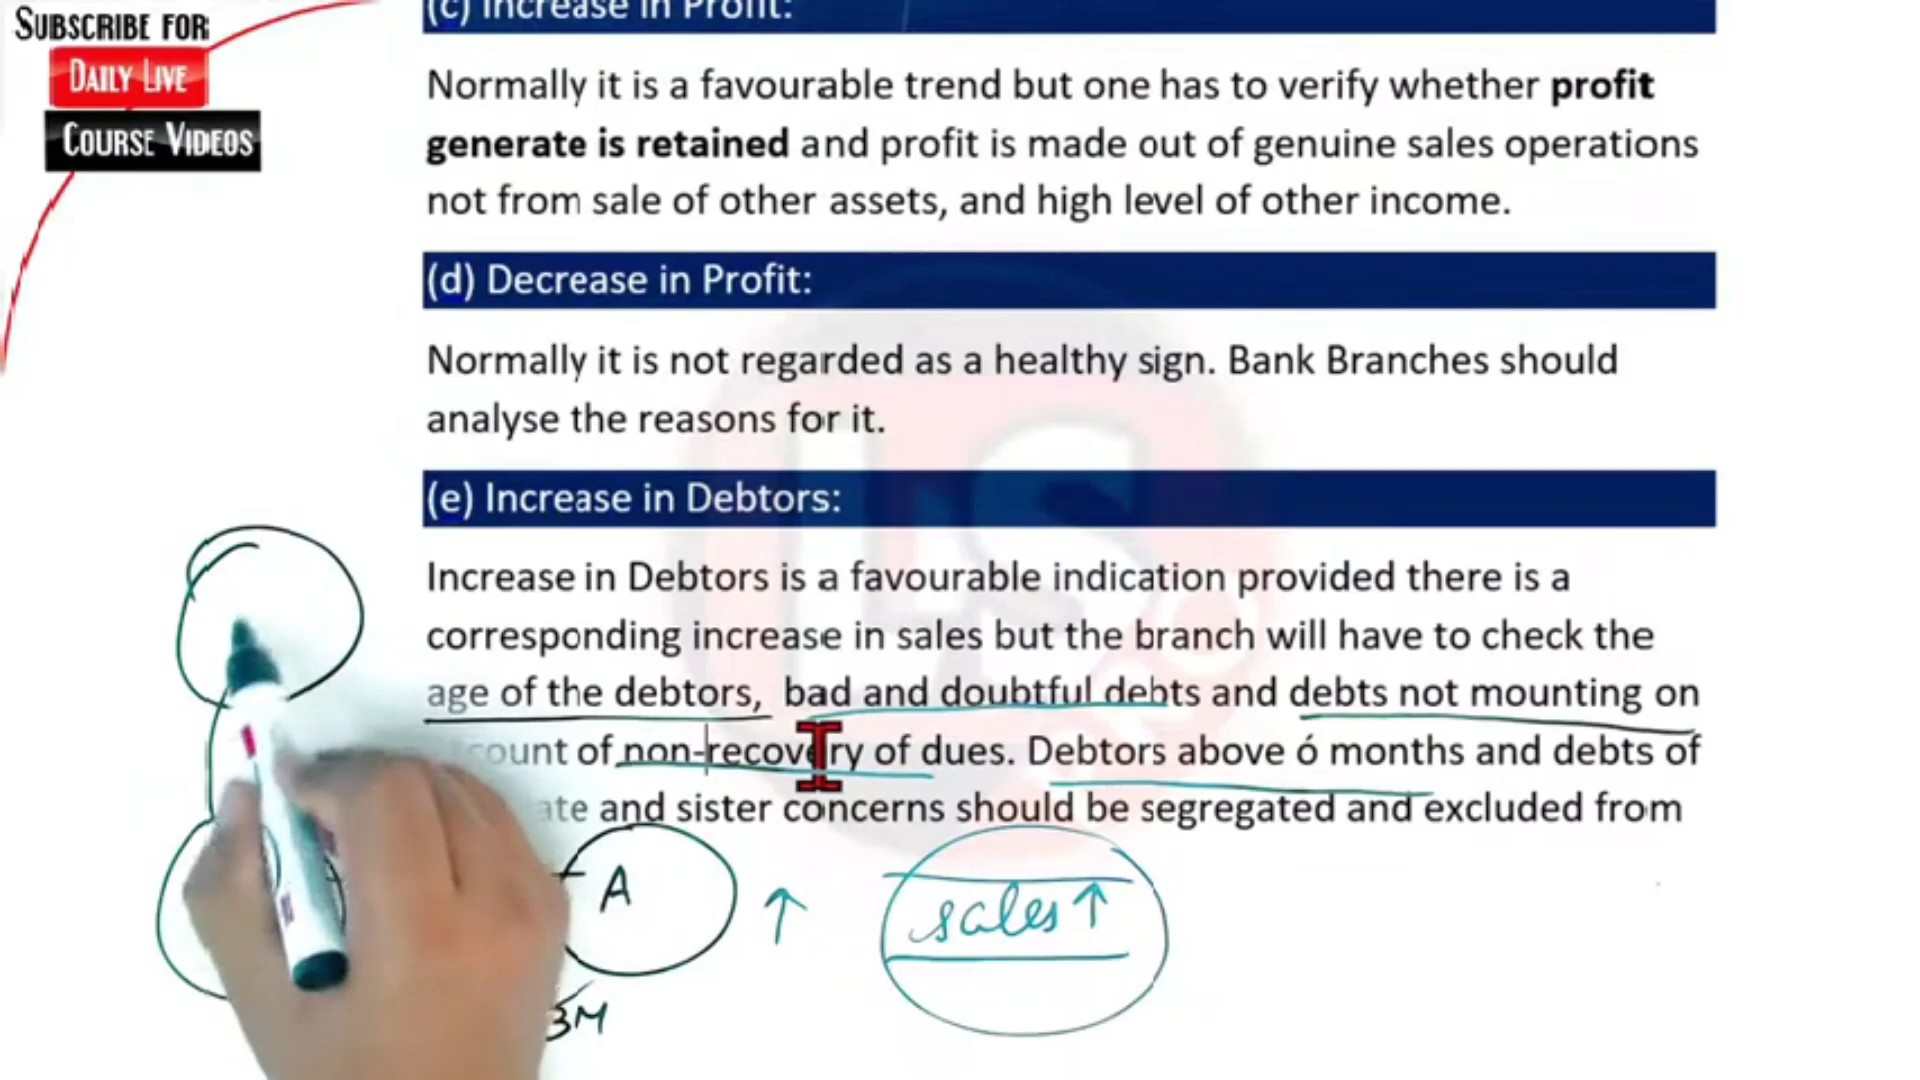 SUBSCRIBE FOR
DAILY LIVE
COURSE VIDEOS
(c) Increase in Profit:
Normally it is a favourable trend but one has to verify whether profit
generate is retained and profit is made out of genuine sales operations
not from sale of other assets, and high level of other income.
(d) Decrease in Profit:
Normally it is not regarded as a healthy sign. Bank Branches should
analyse the reasons for it.
(e) Increase in Debtors:
Increase in Debtors is a favourable indication provided there is a
corresponding increase in sales but the branch will have to check the
age of the debtors, bad and doubtful debts and debts not mounting on
count of non-recovery of dues. Debtors above ó months and debts of
ate and sister concerns should be segregated and excluded from
A ↑ sales ↑
3M